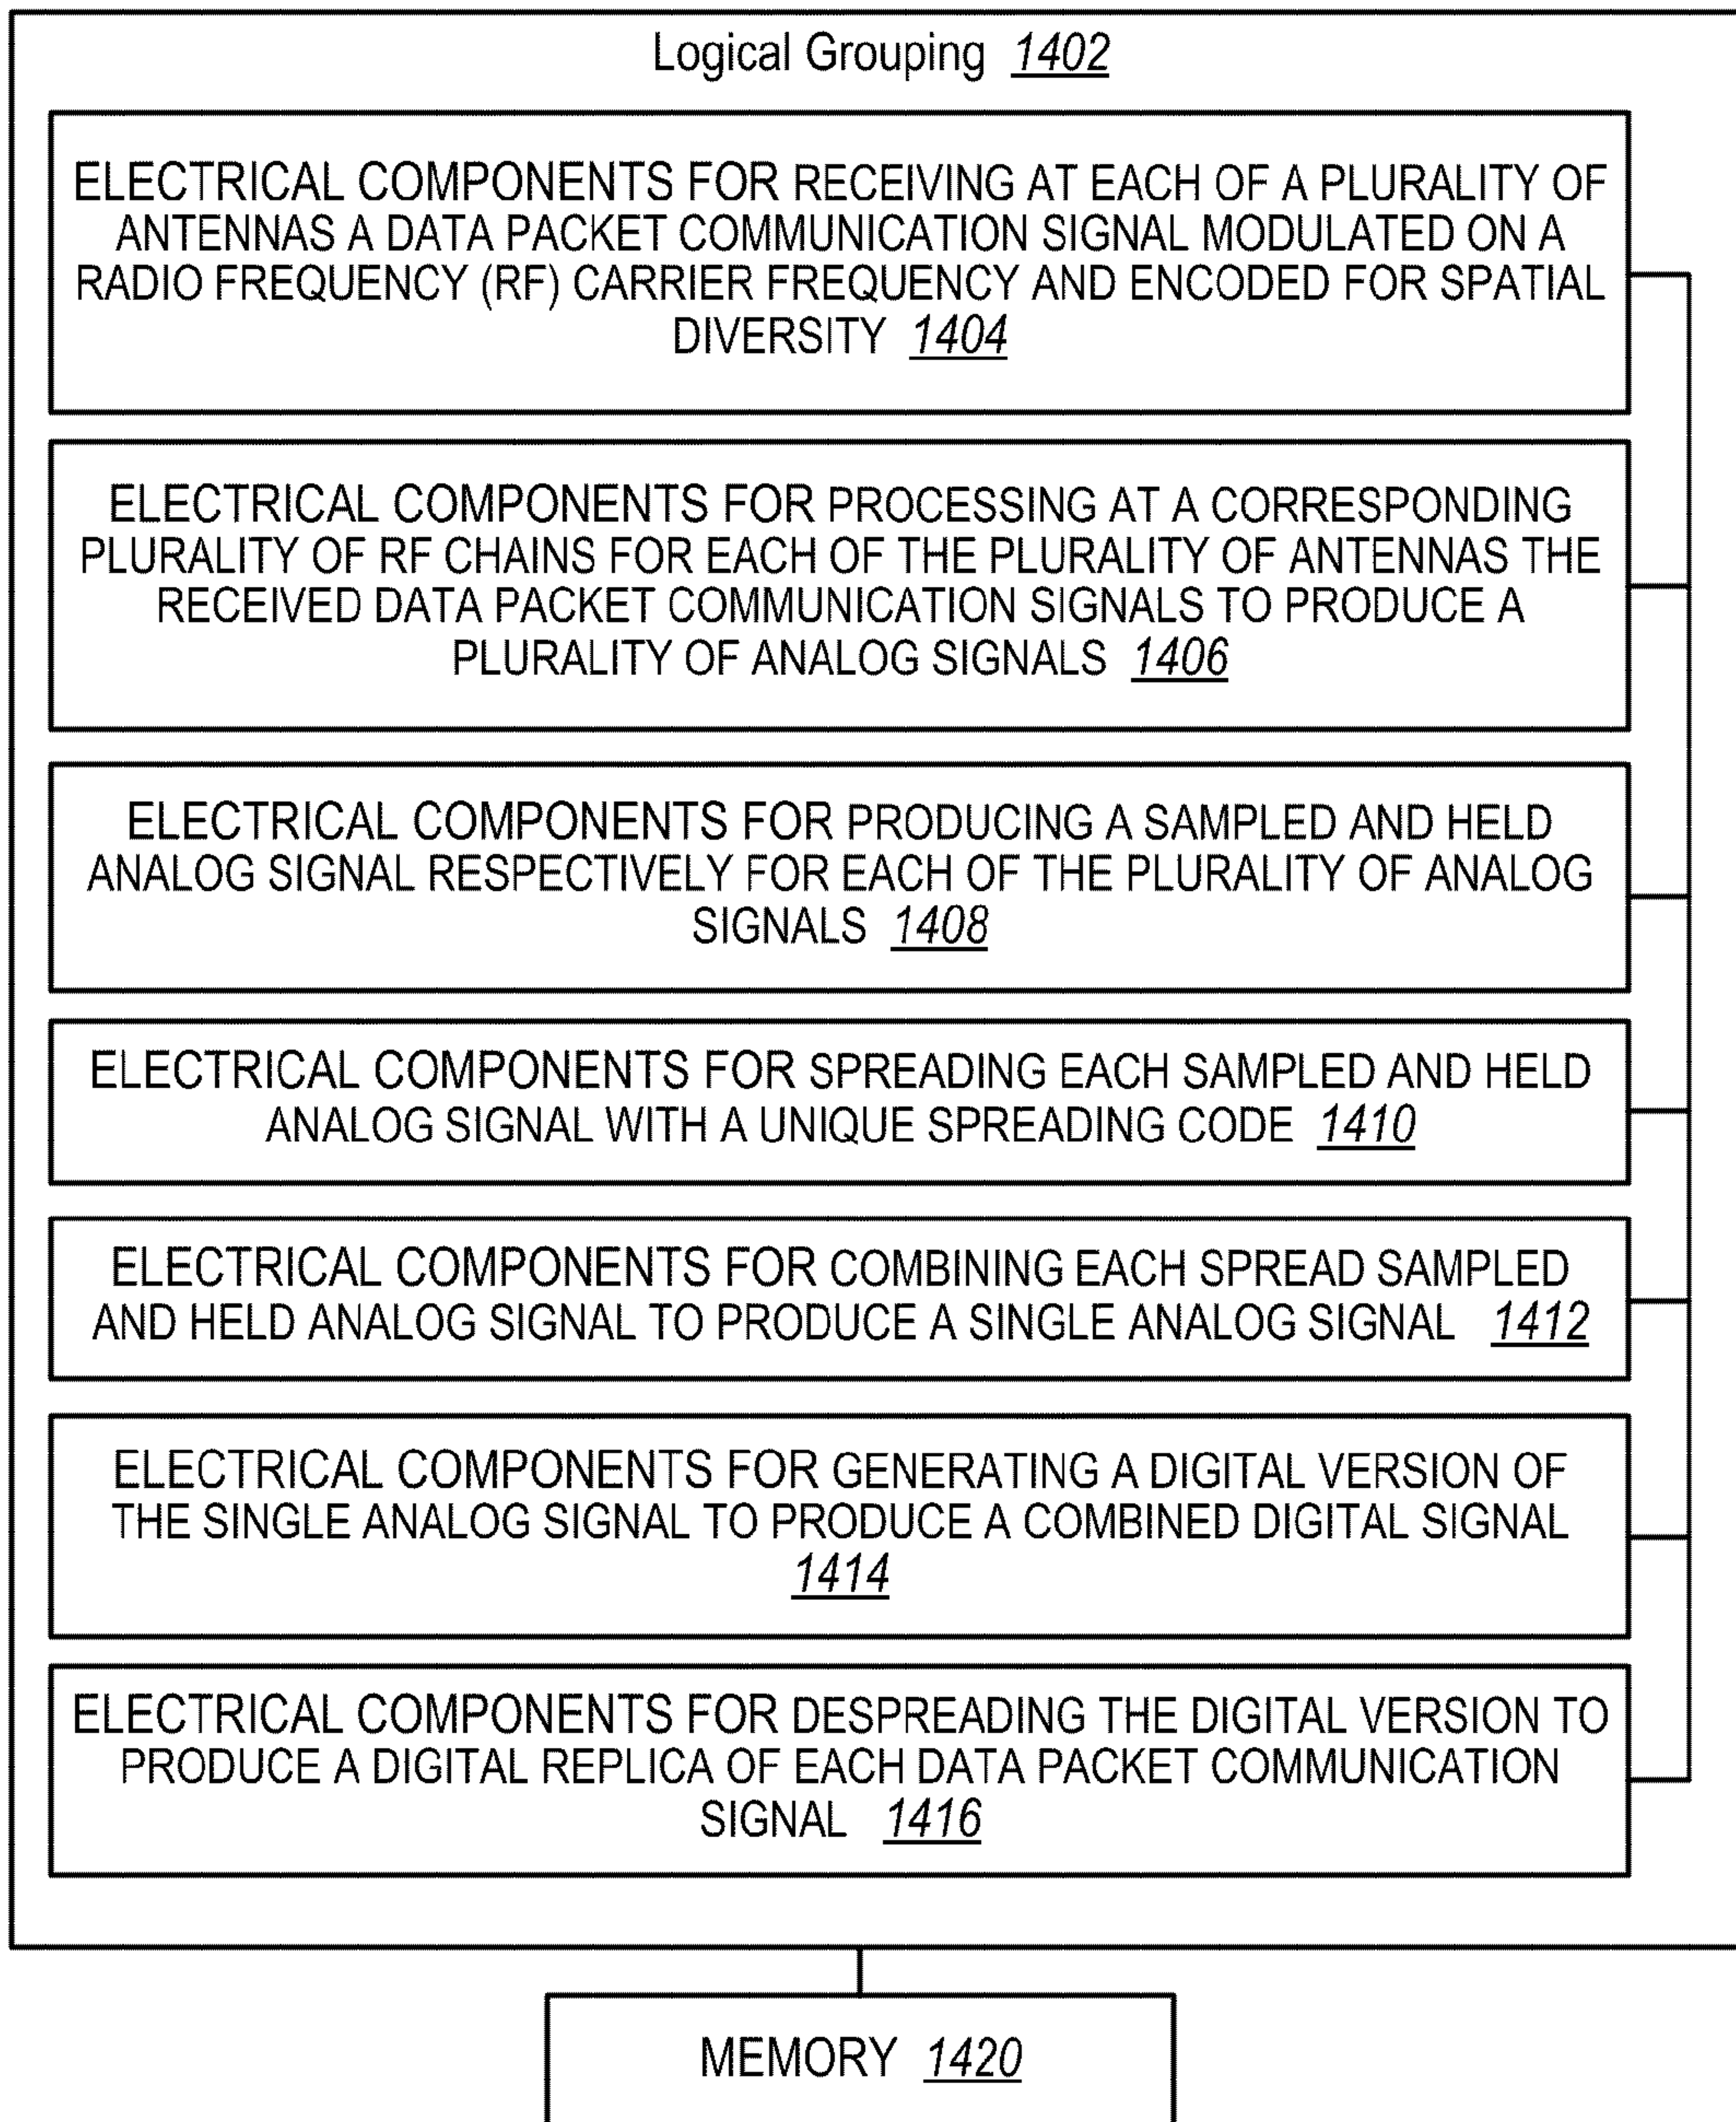 Logical Grouping 1402
ELECTRICAL COMPONENTS FOR RECEIVING AT EACH OF A PLURALITY OF
ANTENNAS A DATA PACKET COMMUNICATION SIGNAL MODULATED ON A
RADIO FREQUENCY (RF) CARRIER FREQUENCY AND ENCODED FOR SPATIAL
DIVERSITY 1404
ELECTRICAL COMPONENTS FOR PROCESSING AT A CORRESPONDING
PLURALITY OF RF CHAINS FOR EACH OF THE PLURALITY OF ANTENNAS THE
RECEIVED DATA PACKET COMMUNICATION SIGNALS TO PRODUCE A
PLURALITY OF ANALOG SIGNALS 1406
ELECTRICAL COMPONENTS FOR PRODUCING A SAMPLED AND HELD
ANALOG SIGNAL RESPECTIVELY FOR EACH OF THE PLURALITY OF ANALOG
SIGNALS 1408
ELECTRICAL COMPONENTS FOR SPREADING EACH SAMPLED AND HELD
ANALOG SIGNAL WITH A UNIQUE SPREADING CODE 1410
ELECTRICAL COMPONENTS FOR COMBINING EACH SPREAD SAMPLED
AND HELD ANALOG SIGNAL TO PRODUCE A SINGLE ANALOG SIGNAL 1412
ELECTRICAL COMPONENTS FOR GENERATING A DIGITAL VERSION OF
THE SINGLE ANALOG SIGNAL TO PRODUCE A COMBINED DIGITAL SIGNAL
1414
ELECTRICAL COMPONENTS FOR DESPREADING THE DIGITAL VERSION TO
PRODUCE A DIGITAL REPLICA OF EACH DATA PACKET COMMUNICATION
SIGNAL 1416
MEMORY 1420